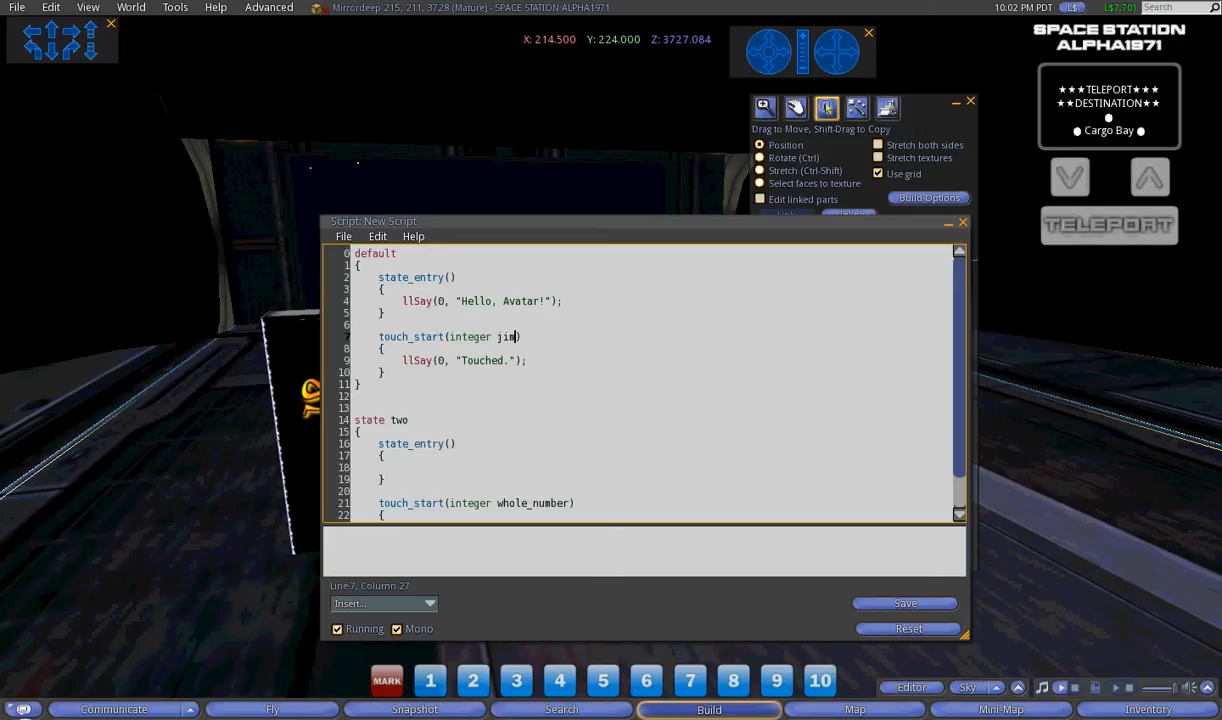 File Edit View World Tools Help Advanced
Mirrordeep 215, 211, 3728 (Mature) - SPACE STATION ALPHA1971
10:02 PM PDT L$ L$7,701 Search
X: 214.500 Y: 224.000 Z: 3727.084
SPACE STATION
ALPHA1971
★★★TELEPORT★★★
★★DESTINATION★★
●
● Cargo Bay ●
TELEPORT
Drag to Move, Shift-Drag to Copy
Position
Rotate (Ctrl)
Stretch (Ctrl-Shift)
Select faces to texture
Edit linked parts
Stretch both sides
Stretch textures
Use grid
Build Options
Script: New Script
File Edit Help
0 default
1 {
2 state_entry()
3 {
4 llSay(0, "Hello, Avatar!");
5 }
6
7 touch_start(integer jim)
8 {
9 llSay(0, "Touched.");
10 }
11 }
12
13
14 state two
15 {
16 state_entry()
17 {
18
19 }
20
21 touch_start(integer whole_number)
22 {
Line 7, Column 27
Insert...
Save
Running Mono
Reset
MARK 1 2 3 4 5 6 7 8 9 10
Editor Sky
Communicate Fly Snapshot Search Build Map Mini-Map Inventory